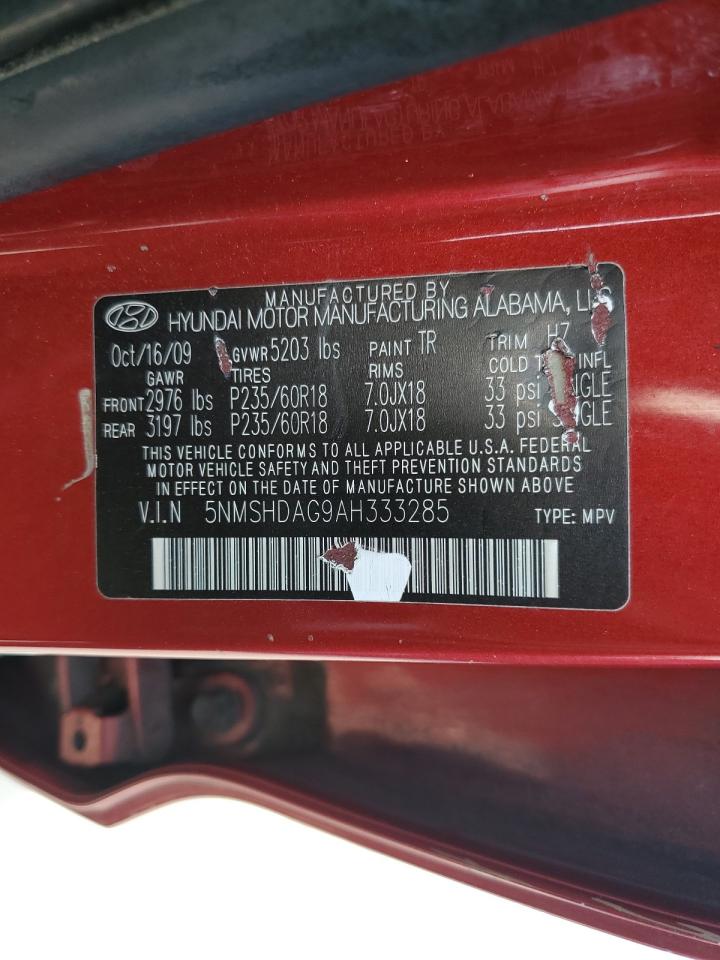 MANUFACTURED BY
HYUNDAI MOTOR MANUFACTURING ALABAMA,
Oct/16/09 GVWR 5203 lbs PAINT TR TRIM H7
GAWR TIRES RIMS COLD INFL
FRONT 2976 lbs P235/60R18 7.0JX18 33 psi
REAR 3197 lbs P235/60R18 7.0JX18 33 psi
THIS VEHICLE CONFORMS TO ALL APPLICABLE U.S.A. FEDERAL
MOTOR VEHICLE SAFETY AND THEFT PREVENTION STANDARDS
IN EFFECT ON THE DATE OF MANUFACTURE SHOWN ABOVE
V.I.N 5NMSHDAG9AH333285 TYPE: MPV